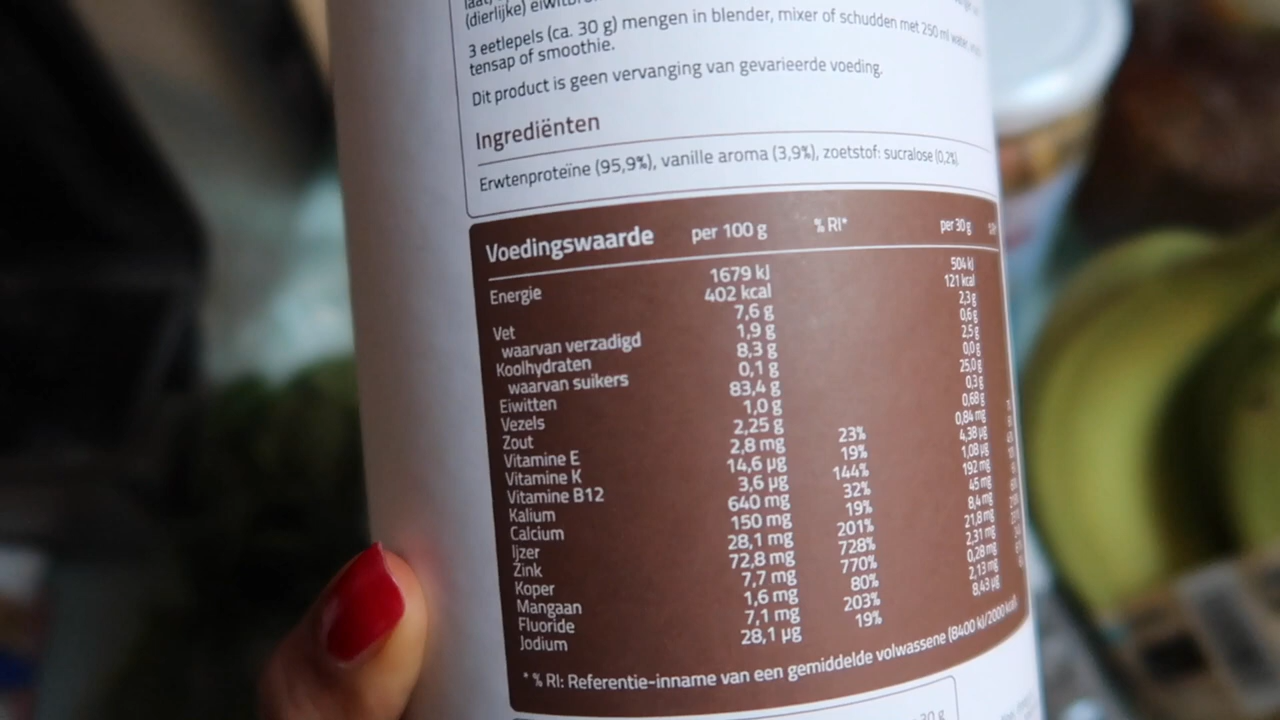 (dierlijke)
3 eetlepels (ca. 30 g) mengen in blender, mixer of schudden met 250 ml water,
tensap of smoothie.
Dit product is geen vervanging van gevarieerde voeding.
Ingrediënten
Erwtenproteïne (95,9%), vanille aroma (3,9%), zoetstof: sucralose (0,2%)
Voedingswaarde per 100 g % RI* per 30 g
Energie 1679 kJ 504 kJ
402 kcal 121 kcal
Vet 7,6 g 2,3 g
waarvan verzadigd 1,9 g 0,6 g
Koolhydraten 8,3 g 2,5 g
waarvan suikers 0,1 g 0,0 g
Eiwitten 83,4 g 25,0 g
Vezels 1,0 g 0,3 g
Zout 2,25 g 0,68 g
Vitamine E 2,8 mg 23% 0,84 mg
Vitamine K 14,6 µg 19% 4,38 µg
Vitamine B12 3,6 µg 144% 1,08 µg
Kalium 640 mg 32% 192 mg
Calcium 150 mg 19% 45 mg
Ijzer 28,1 mg 201% 8,4 mg
Zink 72,8 mg 728% 21,8 mg
Koper 7,7 mg 770% 2,31 mg
Mangaan 1,6 mg 80% 0,28 mg
Fluoride 7,1 mg 203% 2,13 mg
Jodium 28,1 µg 19% 8,43 µg
* % RI: Referentie-inname van een gemiddelde volwassene (8400 kJ/2000 kcal)
30 g